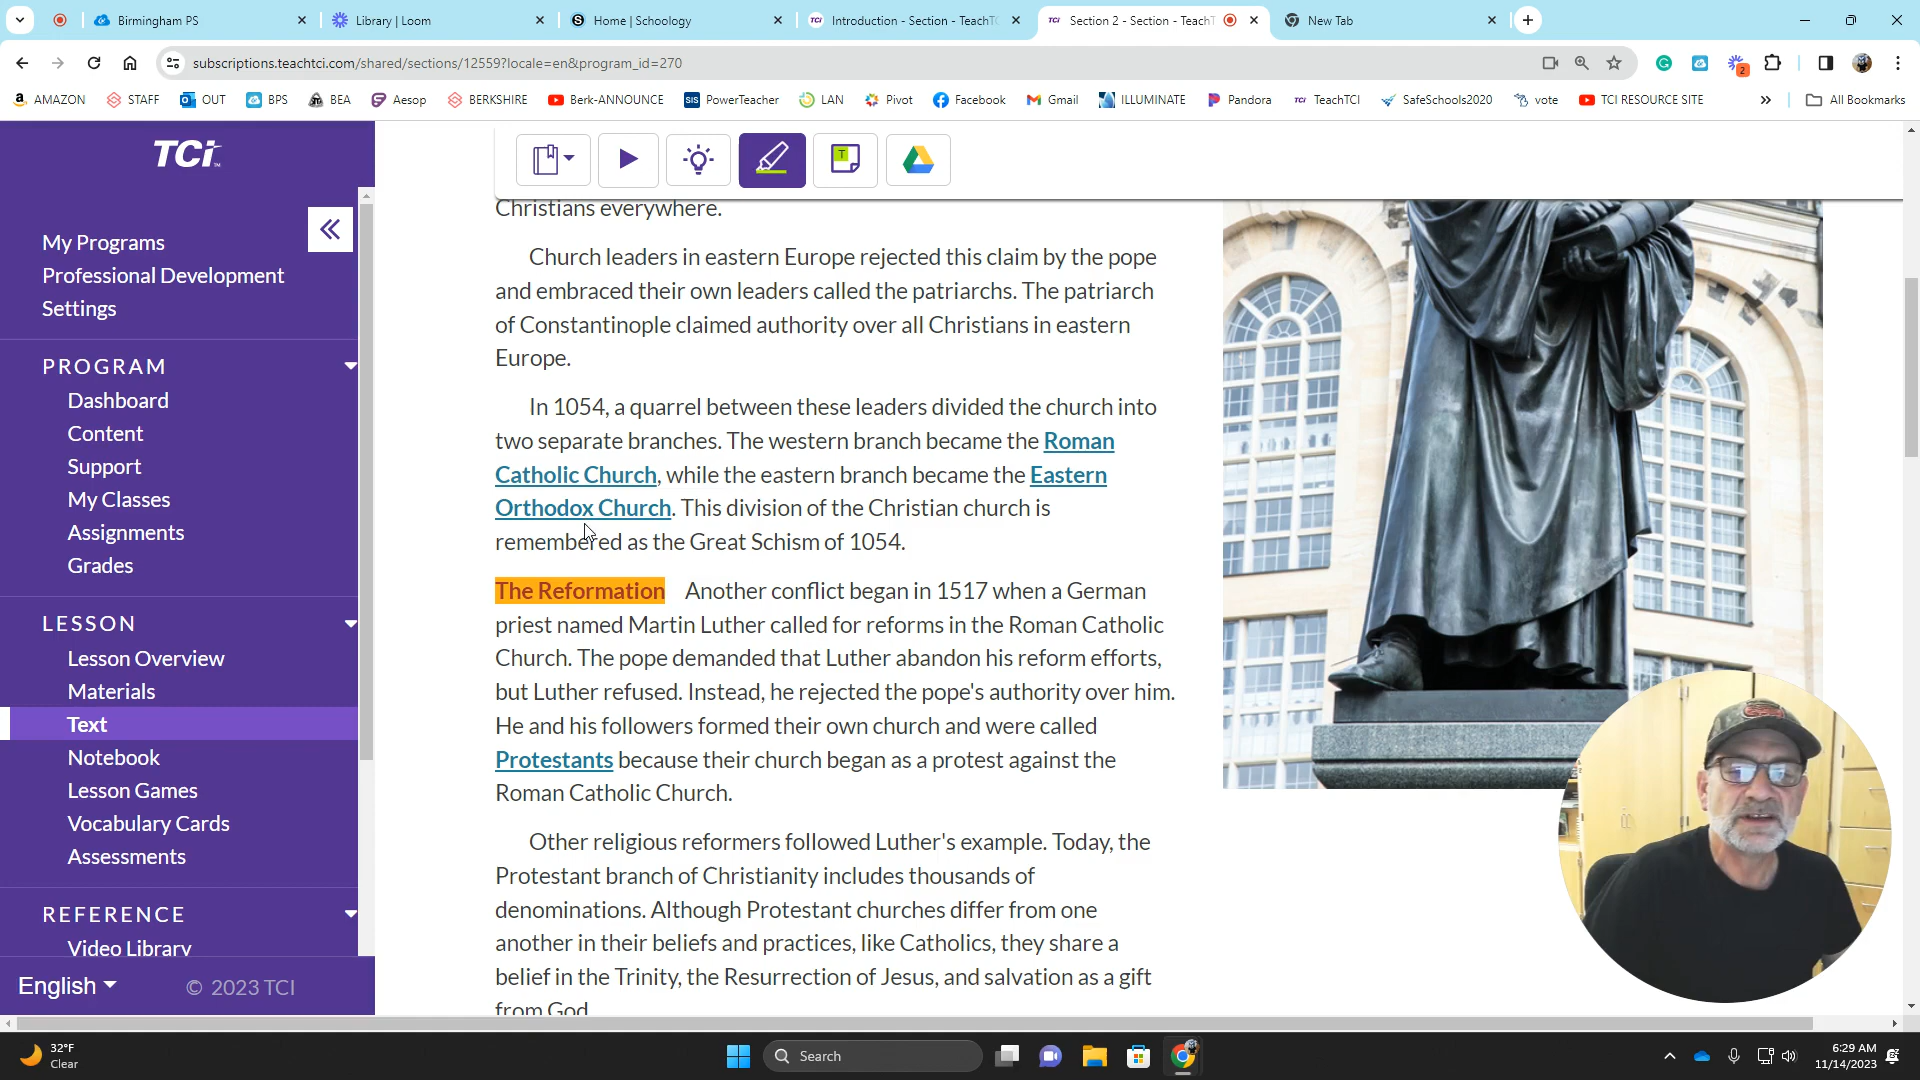 Birmingham PS
Library | Loom
Home | Schoology
Introduction - Section - TeachTC
Section 2 - Section - TeachT
New Tab
subscriptions.teachtci.com/shared/sections/12559?locale=en&program_id=270
2
AMAZON
STAFF
OUT
BPS
BEA
Aesop
BERKSHIRE
Berk-ANNOUNCE
SIS
PowerTeacher
LAN
Pivot
Facebook
Gmail
ILLUMINATE
Pandora
TeachTCI
SafeSchools2020
vote
TCI RESOURCE SITE
All Bookmarks
TCi
My Programs
Professional Development
Settings
PROGRAM
Dashboard
Content
Support
My Classes
Assignments
Grades
LESSON
Lesson Overview
Materials
Text
Notebook
Lesson Games
Vocabulary Cards
Assessments
REFERENCE
Video Library
English
© 2023 TCI
T
Christians everywhere.
Church leaders in eastern Europe rejected this claim by the pope
and embraced their own leaders called the patriarchs. The patriarch
of Constantinople claimed authority over all Christians in eastern
Europe.
In 1054, a quarrel between these leaders divided the church into
two separate branches. The western branch became the Roman
Catholic Church, while the eastern branch became the Eastern
Orthodox Church. This division of the Christian church is
remembered as the Great Schism of 1054.
The Reformation Another conflict began in 1517 when a German
priest named Martin Luther called for reforms in the Roman Catholic
Church. The pope demanded that Luther abandon his reform efforts,
but Luther refused. Instead, he rejected the pope's authority over him.
He and his followers formed their own church and were called
Protestants because their church began as a protest against the
Roman Catholic Church.
Other religious reformers followed Luther's example. Today, the
Protestant branch of Christianity includes thousands of
denominations. Although Protestant churches differ from one
another in their beliefs and practices, like Catholics, they share a
belief in the Trinity, the Resurrection of Jesus, and salvation as a gift
from God.
32°F
Clear
Search
6:29 AM
11/14/2023